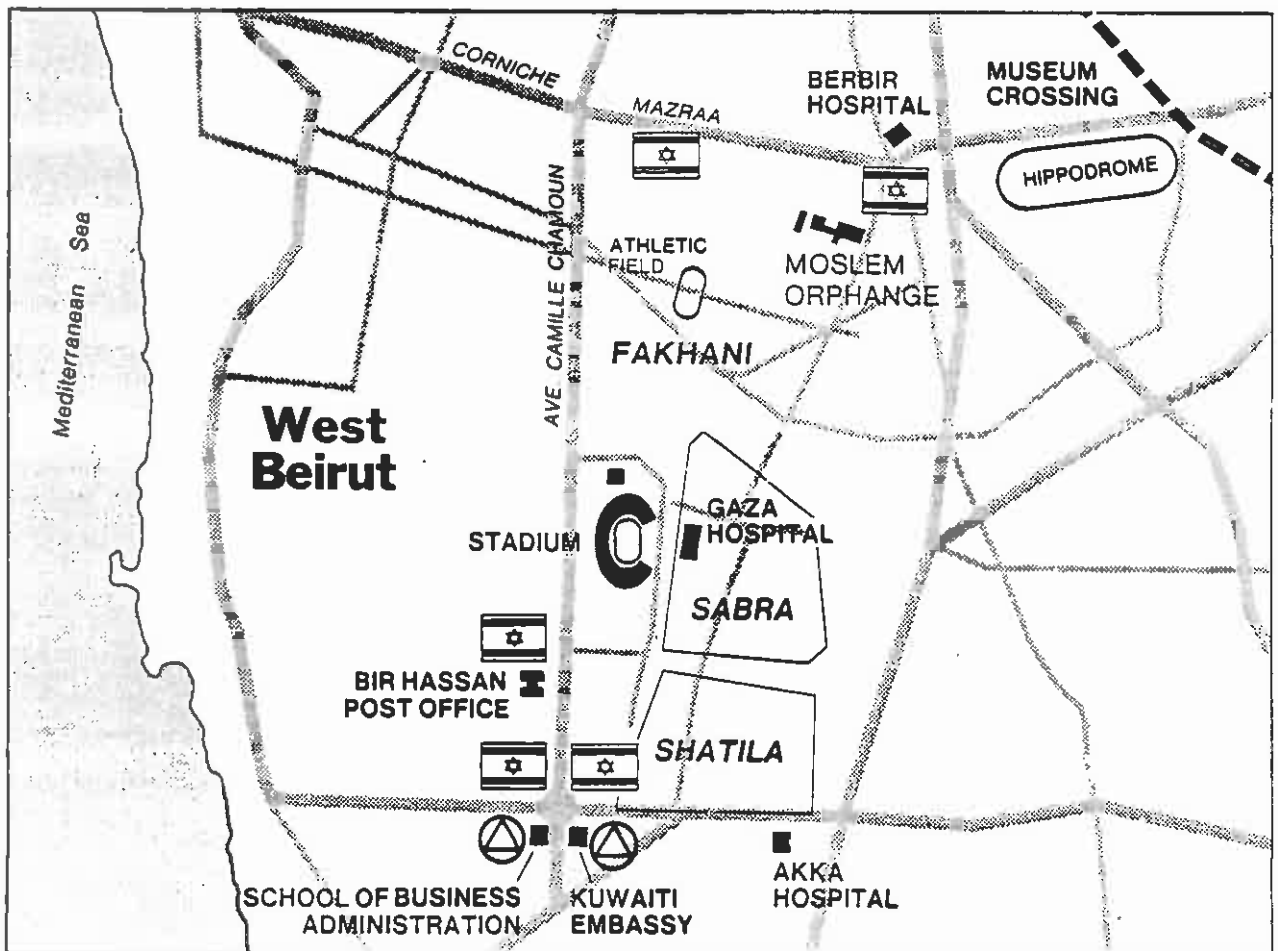 CORNICHE
MAZRAA
BERBIR
HOSPITAL
MUSEUM
CROSSING
HIPPODROME
Mediterranean Sea
AVE CAMILLE CHAMOUN
ATHLETIC
FIELD
MOSLEM
ORPHANGE
FAKHANI
West
Beirut
STADIUM
GAZA
HOSPITAL
SABRA
BIR HASSAN
POST OFFICE
SHATILA
SCHOOL OF BUSINESS
ADMINISTRATION
KUWAITI
EMBASSY
AKKA
HOSPITAL